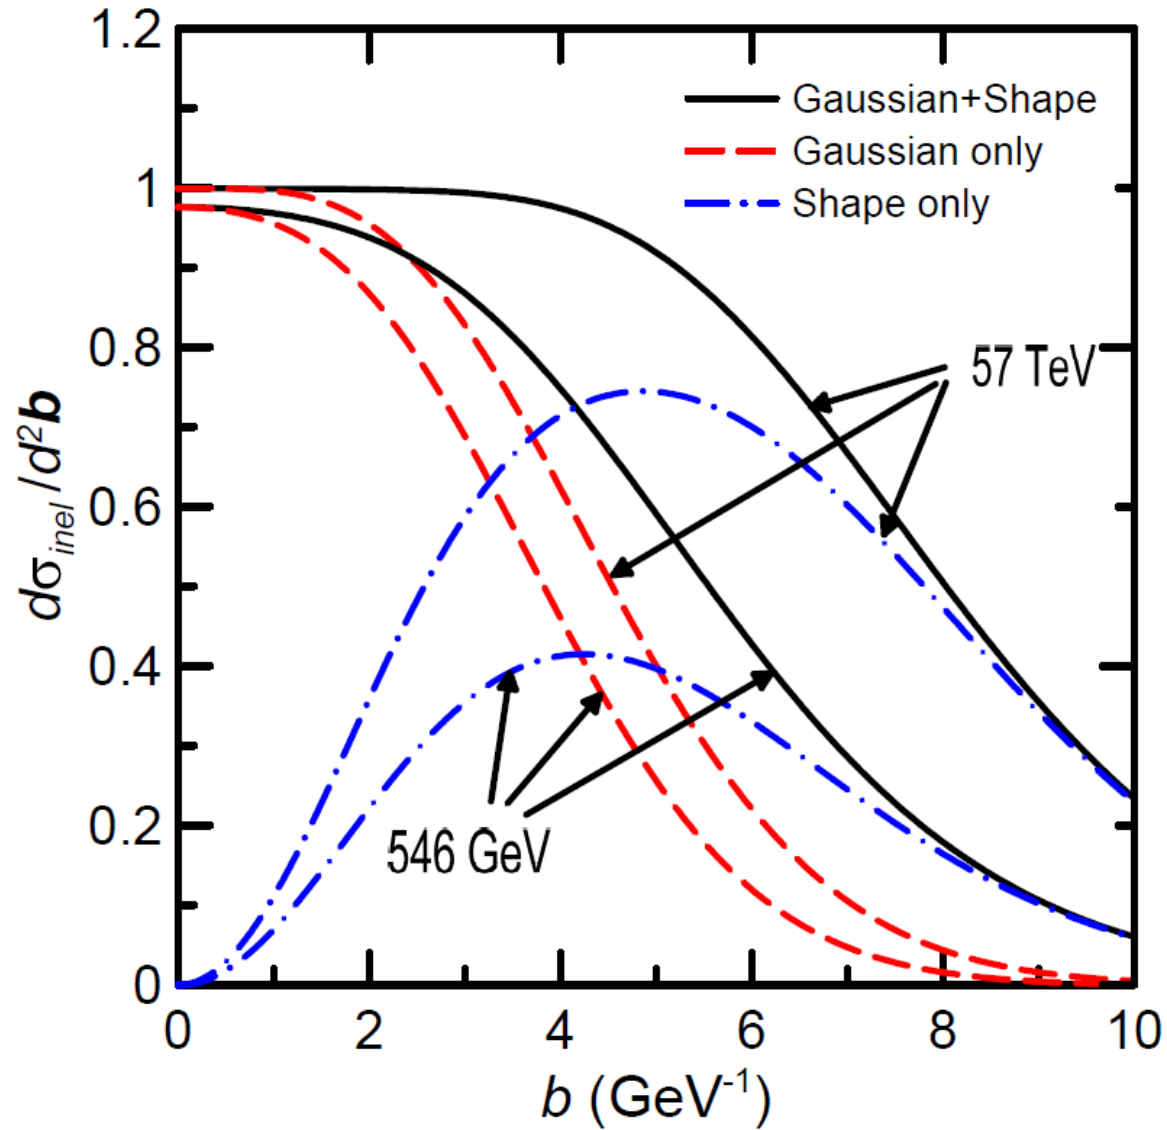 1.2
1
0.8
0.6
0.4
0.2
0
dσinel/d²b
Gaussian+Shape
Gaussian only
Shape only
57 TeV
546 GeV
0 2 4 6 8 10
b (GeV⁻¹)